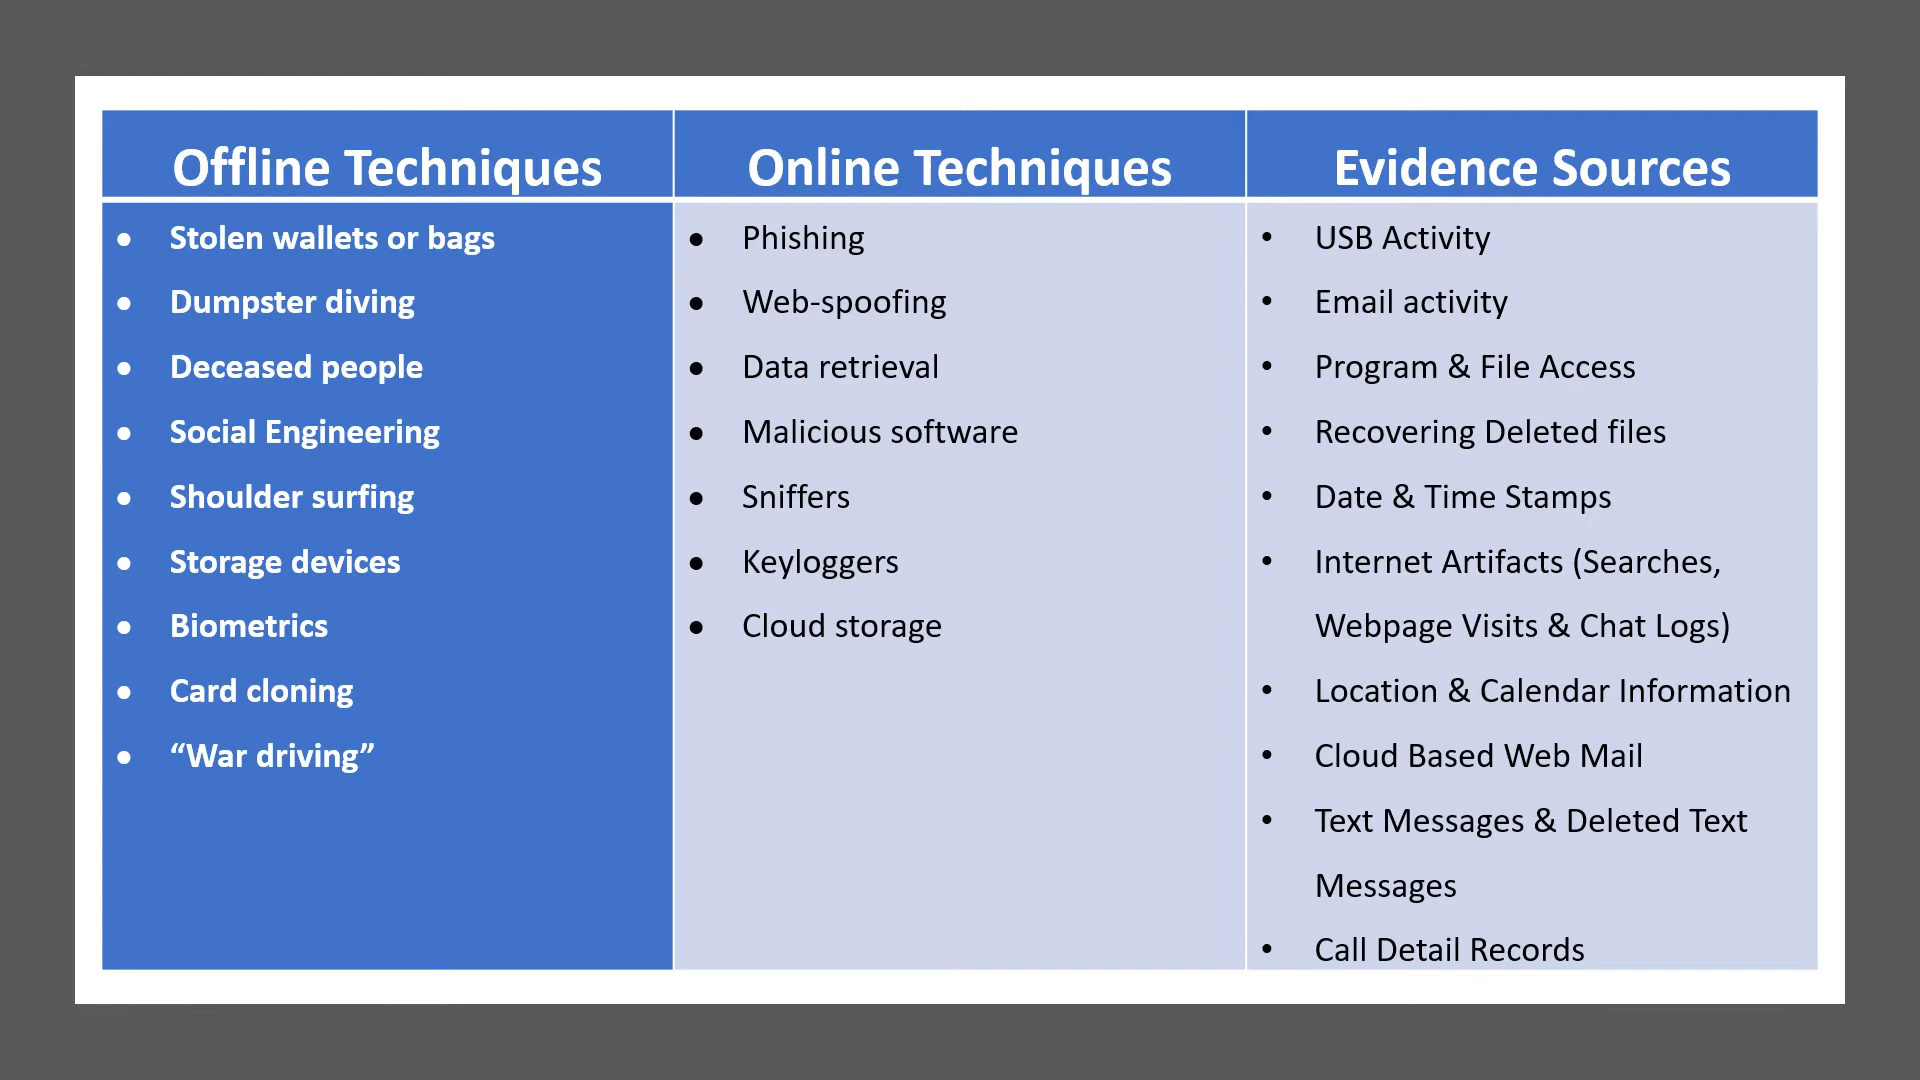 Offline Techniques
Online Techniques
Evidence Sources
● Stolen wallets or bags
● Dumpster diving
● Deceased people
● Social Engineering
● Shoulder surfing
● Storage devices
● Biometrics
● Card cloning
● “War driving”
● Phishing
● Web-spoofing
● Data retrieval
● Malicious software
● Sniffers
● Keyloggers
● Cloud storage
• USB Activity
• Email activity
• Program & File Access
• Recovering Deleted files
• Date & Time Stamps
• Internet Artifacts (Searches,
Webpage Visits & Chat Logs)
• Location & Calendar Information
• Cloud Based Web Mail
• Text Messages & Deleted Text
Messages
• Call Detail Records